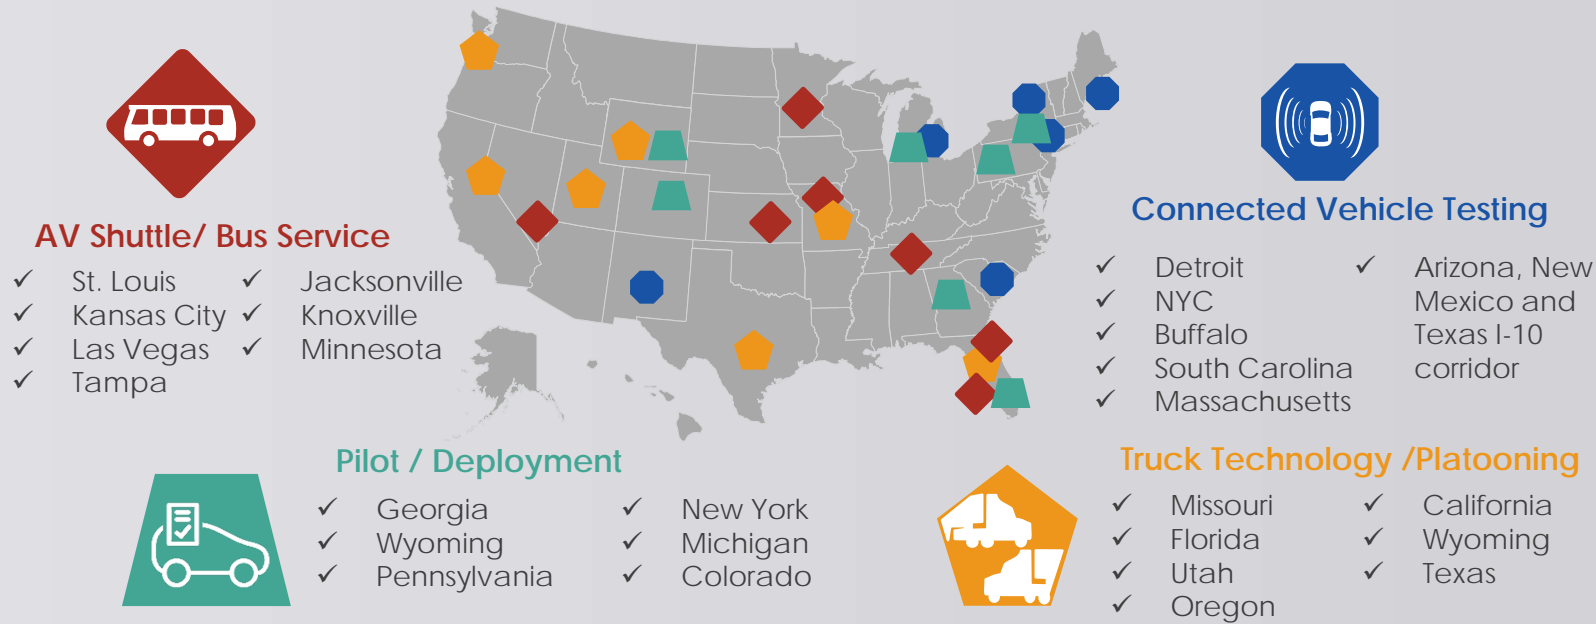 AV Shuttle/ Bus Service
✓ St. Louis
✓ Kansas City
✓ Las Vegas
✓ Tampa
✓ Jacksonville
✓ Knoxville
✓ Minnesota
Connected Vehicle Testing
✓ Detroit
✓ NYC
✓ Buffalo
✓ South Carolina
✓ Massachusetts
✓ Arizona, New
Mexico and
Texas I-10
corridor
Pilot / Deployment
✓ Georgia
✓ Wyoming
✓ Pennsylvania
✓ New York
✓ Michigan
✓ Colorado
Truck Technology /Platooning
✓ Missouri
✓ Florida
✓ Utah
✓ Oregon
✓ California
✓ Wyoming
✓ Texas